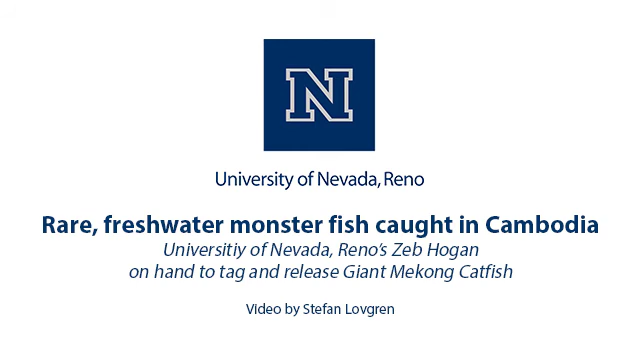 N
University of Nevada, Reno
Rare, freshwater monster fish caught in Cambodia
Universitiy of Nevada, Reno's Zeb Hogan
on hand to tag and release Giant Mekong Catfish
Video by Stefan Lovgren